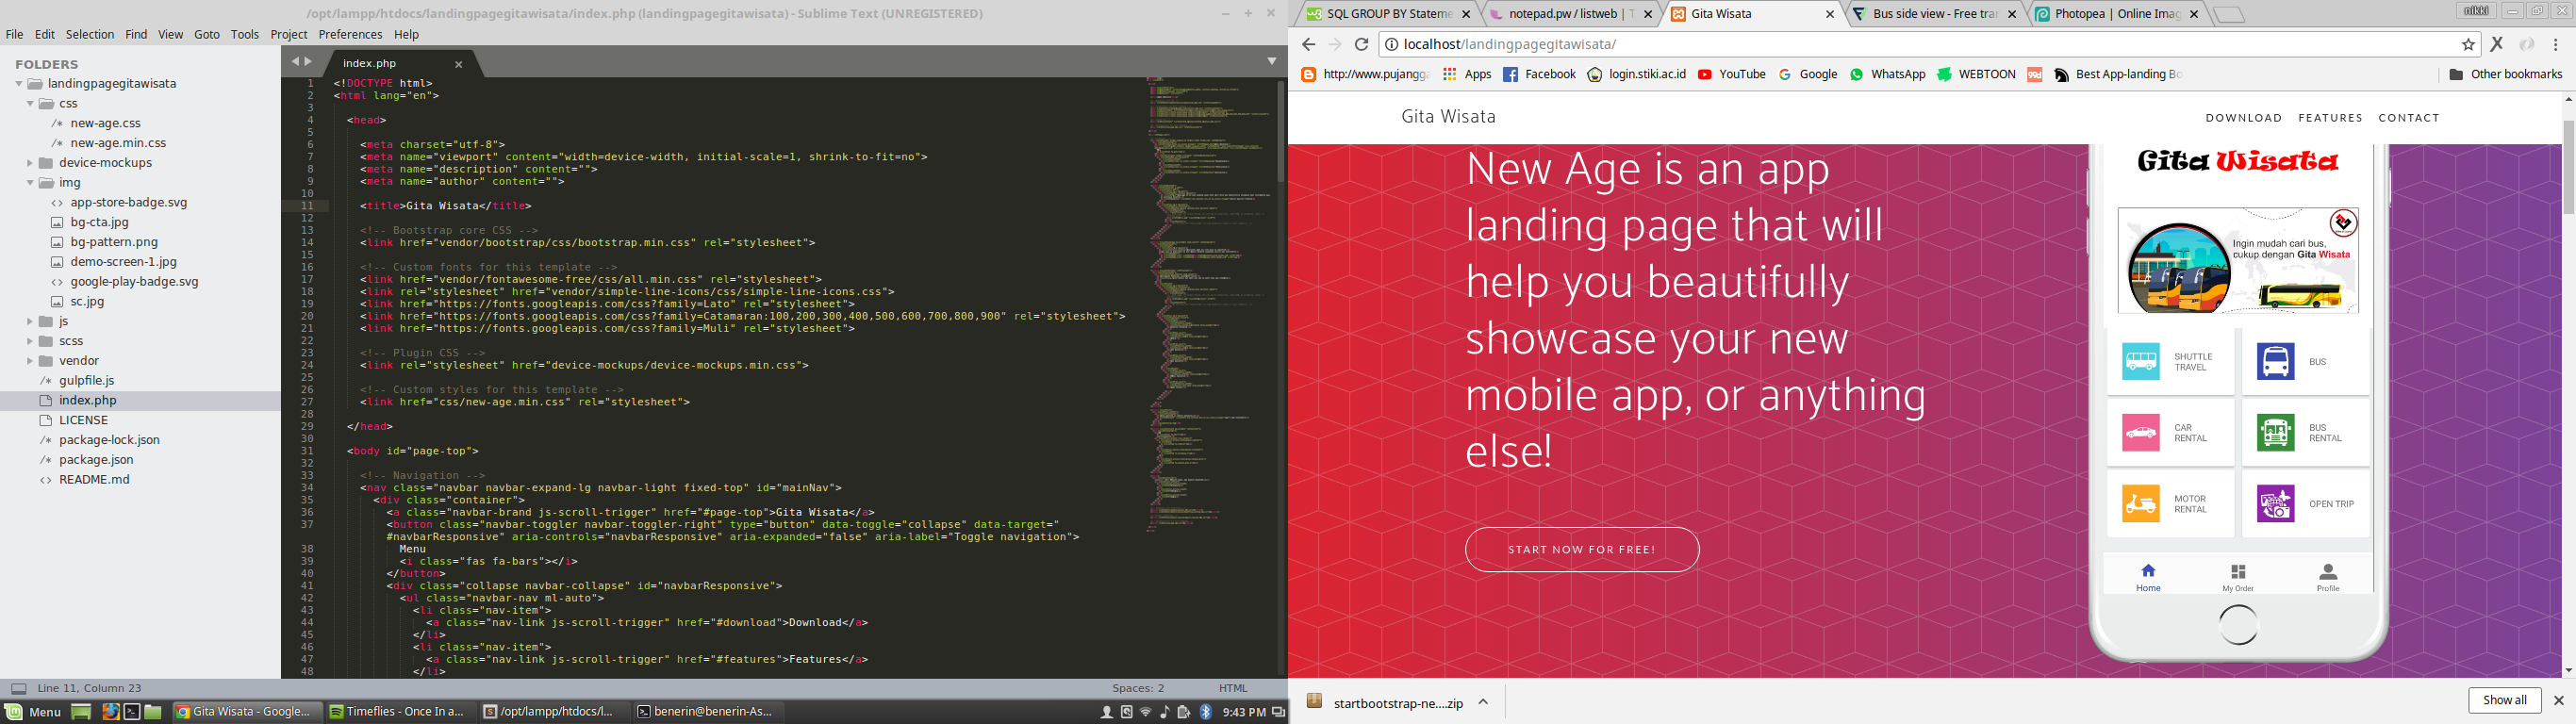 /opt/lampp/htdocs/landingpagegitawisata/index.php (landingpagegitawisata) - Sublime Text (UNREGISTERED)
File Edit Selection Find View Goto Tools Project Preferences Help
FOLDERS
landingpagegitawisata
css
new-age.css
new-age.min.css
device-mockups
img
app-store-badge.svg
bg-cta.jpg
bg-pattern.png
demo-screen-1.jpg
google-play-badge.svg
sc.jpg
js
scss
vendor
gulpfile.js
index.php
LICENSE
package-lock.json
package.json
README.md
index.php
1 <!DOCTYPE html>
2 <html lang="en">
3
4 <head>
5
6 <meta charset="utf-8">
7 <meta name="viewport" content="width=device-width, initial-scale=1, shrink-to-fit=no">
8 <meta name="description" content="">
9 <meta name="author" content="">
10
11 <title>Gita Wisata</title>
12
13 <!-- Bootstrap core CSS -->
14 <link href="vendor/bootstrap/css/bootstrap.min.css" rel="stylesheet">
15
16 <!-- Custom fonts for this template -->
17 <link href="vendor/fontawesome-free/css/all.min.css" rel="stylesheet">
18 <link rel="stylesheet" href="vendor/simple-line-icons/css/simple-line-icons.css">
19 <link href="https://fonts.googleapis.com/css?family=Lato" rel="stylesheet">
20 <link href="https://fonts.googleapis.com/css?family=Catamaran:100,200,300,400,500,600,700,800,900" rel="stylesheet">
21 <link href="https://fonts.googleapis.com/css?family=Muli" rel="stylesheet">
22
23 <!-- Plugin CSS -->
24 <link rel="stylesheet" href="device-mockups/device-mockups.min.css">
25
26 <!-- Custom styles for this template -->
27 <link href="css/new-age.min.css" rel="stylesheet">
28
29 </head>
30
31 <body id="page-top">
32
33 <!-- Navigation -->
34 <nav class="navbar navbar-expand-lg navbar-light fixed-top" id="mainNav">
35 <div class="container">
36 <a class="navbar-brand js-scroll-trigger" href="#page-top">Gita Wisata</a>
37 <button class="navbar-toggler navbar-toggler-right" type="button" data-toggle="collapse" data-target="
#navbarResponsive" aria-controls="navbarResponsive" aria-expanded="false" aria-label="Toggle navigation">
38 Menu
39 <i class="fas fa-bars"></i>
40 </button>
41 <div class="collapse navbar-collapse" id="navbarResponsive">
42 <ul class="navbar-nav ml-auto">
43 <li class="nav-item">
44 <a class="nav-link js-scroll-trigger" href="#download">Download</a>
45 </li>
46 <li class="nav-item">
47 <a class="nav-link js-scroll-trigger" href="#features">Features</a>
48 </li>
Line 11, Column 23 Spaces: 2 HTML
Menu Gita Wisata - Google... Timeflies - Once In a... /opt/lampp/htdocs/l... benerin@benerin-As... 9:43 PM
SQL GROUP BY Stateme notepad.pw / listweb | T Gita Wisata Bus side view - Free tran Photopea | Online Imag nikki
localhost/landingpagegitawisata/
http://www.pujangga Apps Facebook login.stiki.ac.id YouTube Google WhatsApp WEBTOON Best App-landing Bo Other bookmarks
Gita Wisata DOWNLOAD FEATURES CONTACT
New Age is an app
landing page that will
help you beautifully
showcase your new
mobile app, or anything
else!
START NOW FOR FREE!
Gita Wisata
Ingin mudah cari bus,
cukup dengan Gita Wisata
SHUTTLE
TRAVEL
BUS
CAR
RENTAL
BUS
RENTAL
MOTOR
RENTAL
OPEN TRIP
Home My Order Profile
startbootstrap-ne....zip Show all